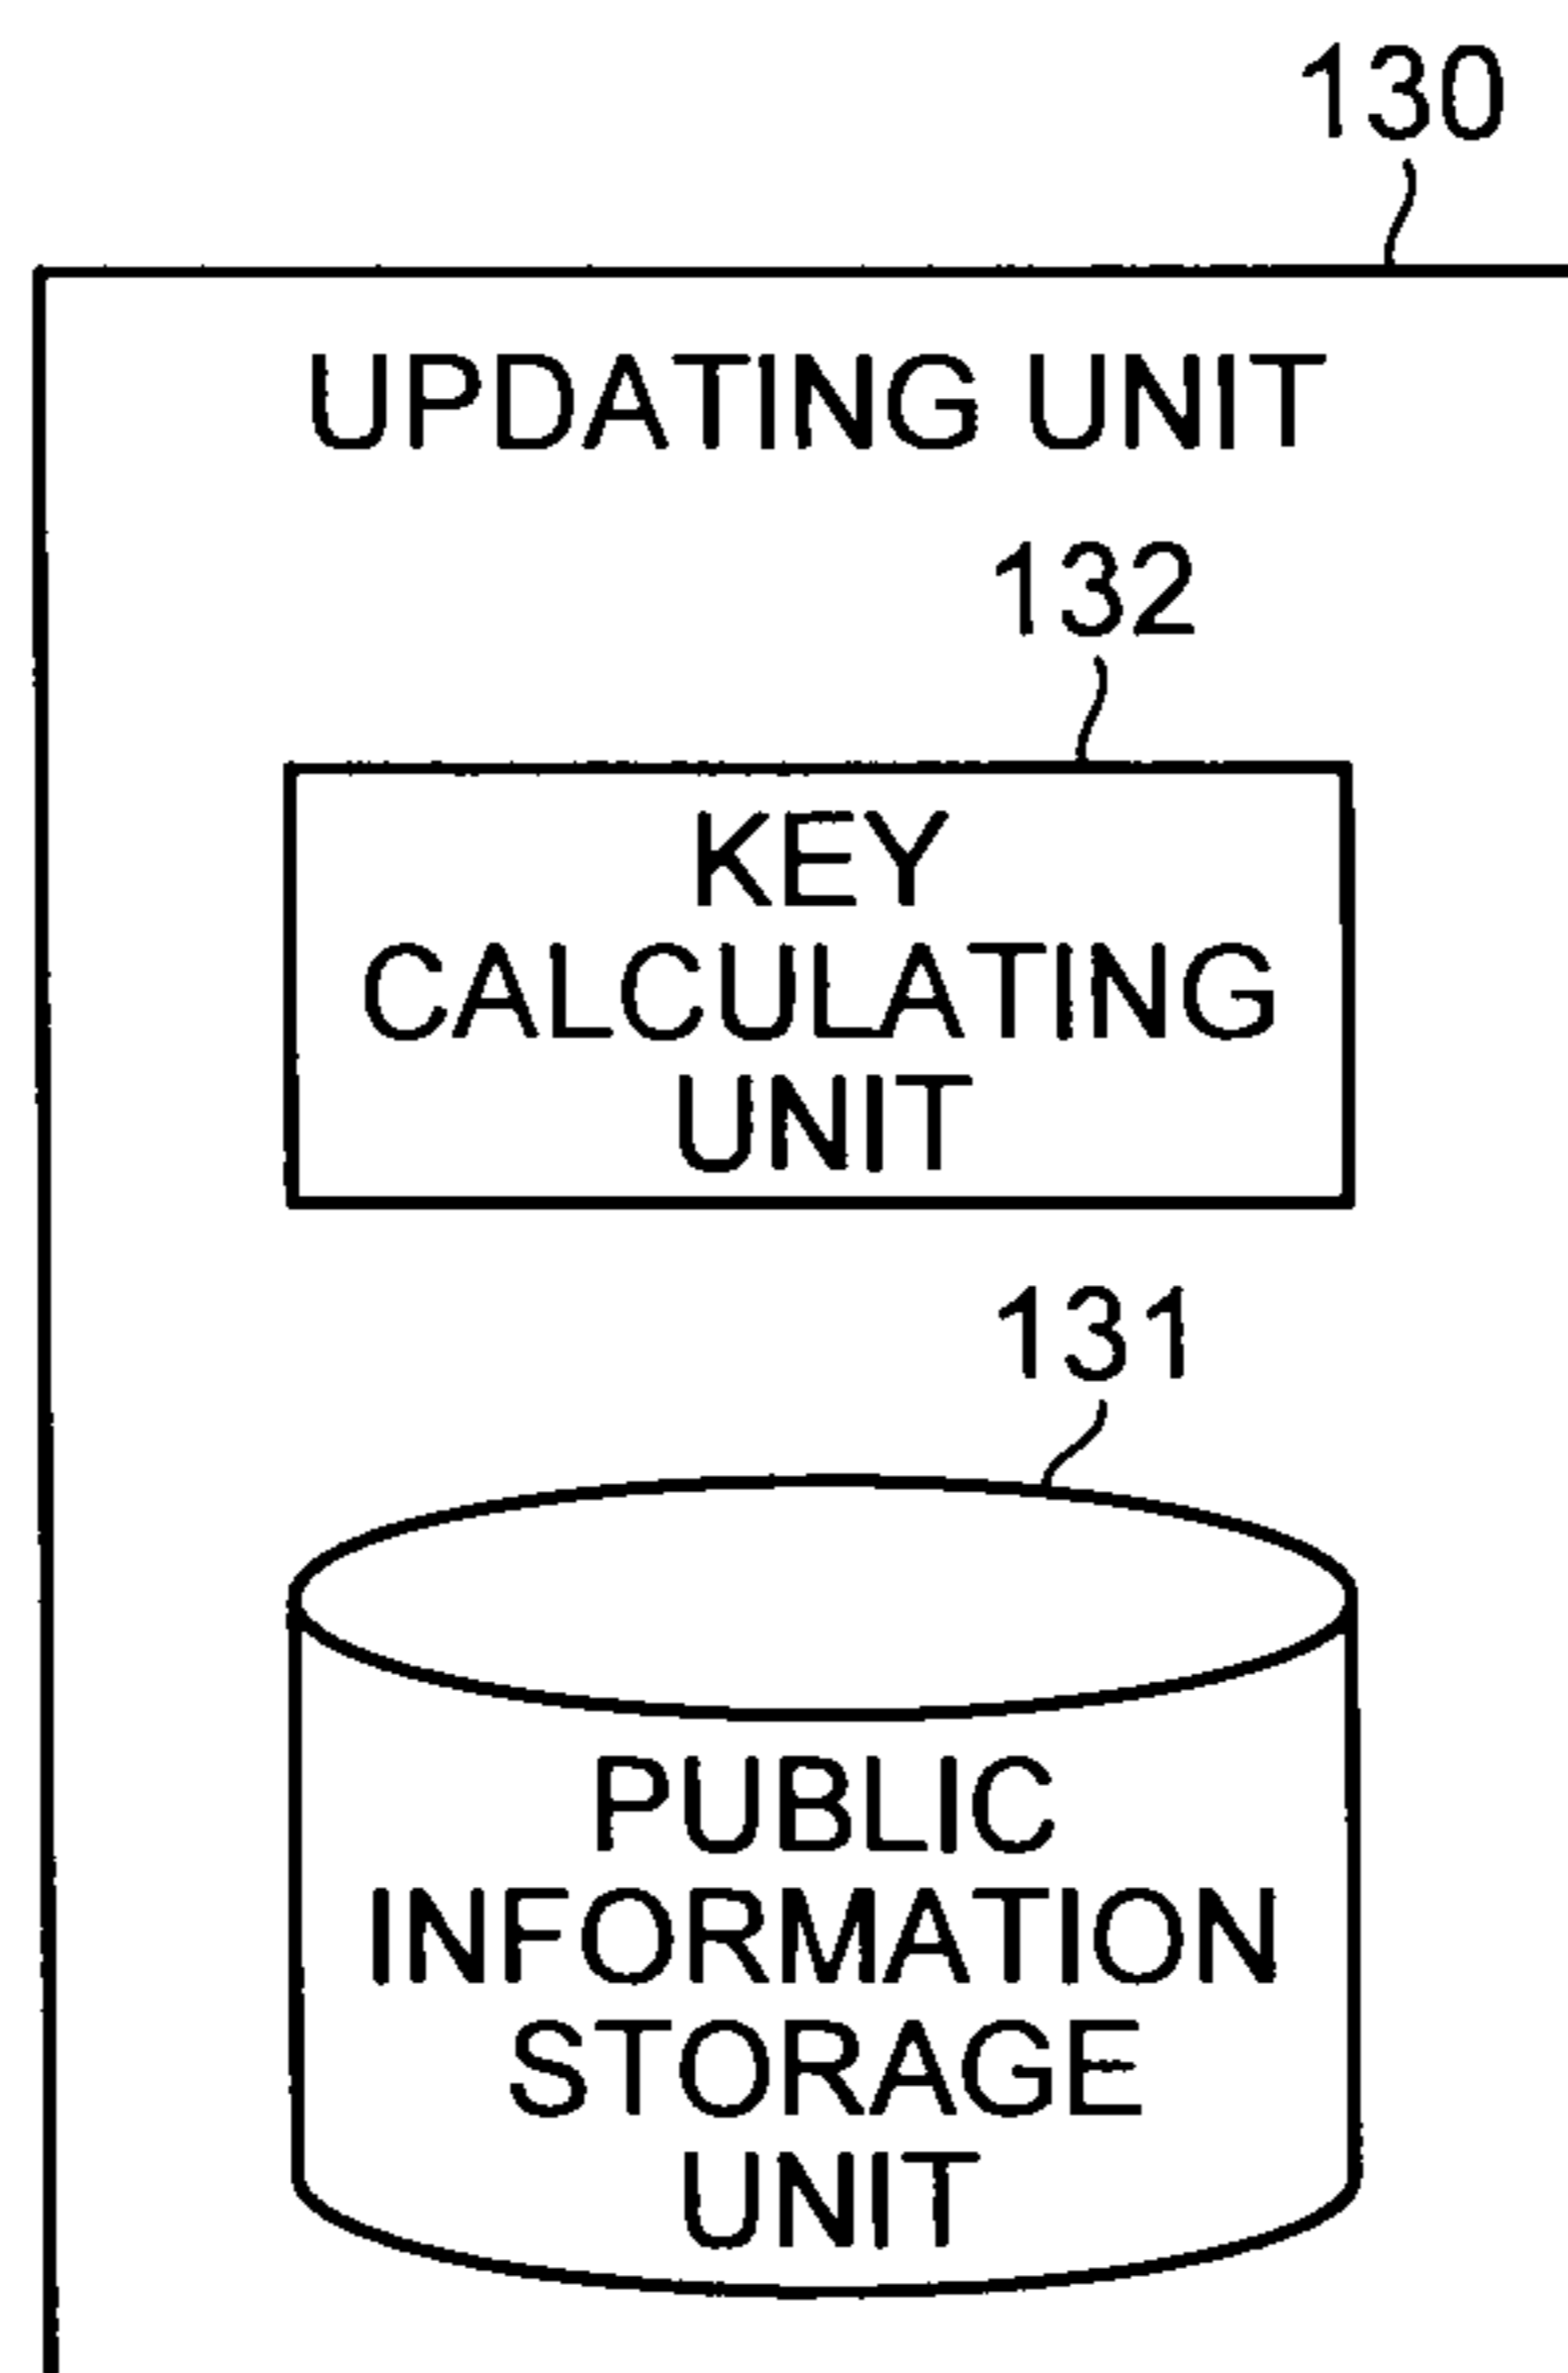 130
UPDATING UNIT
132
KEY
CALCULATING
UNIT
131
PUBLIC
INFORMATION
STORAGE
UNIT